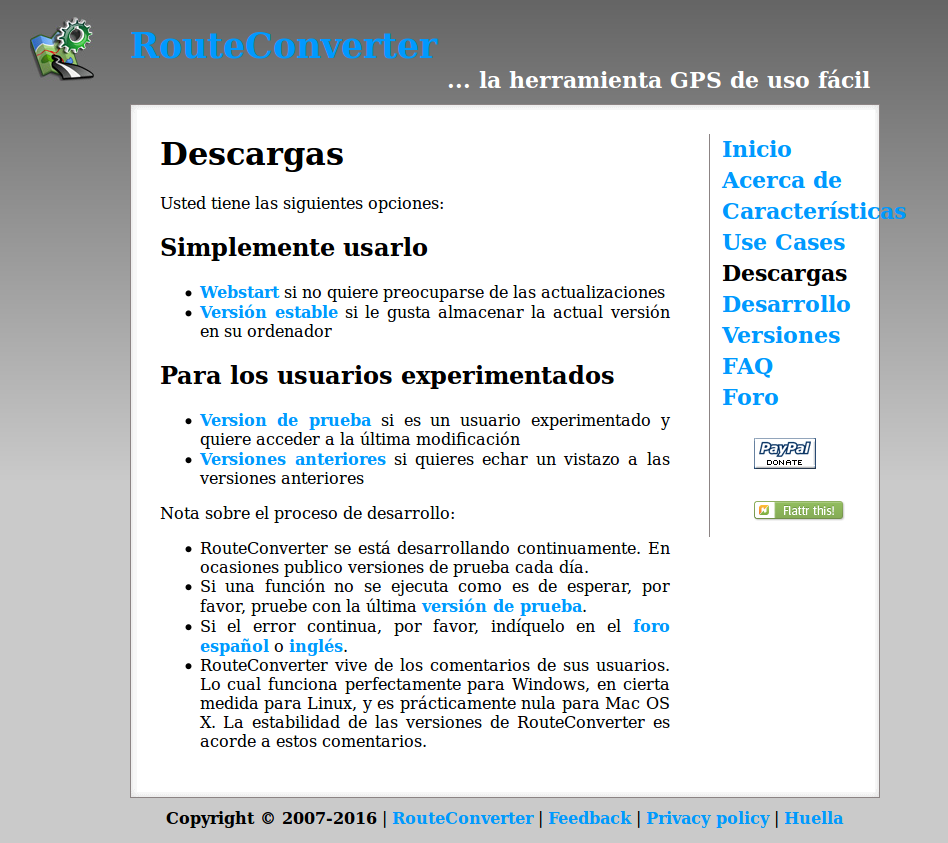 RouteConverter
... la herramienta GPS de uso fácil
Descargas
Usted tiene las siguientes opciones:
Simplemente usarlo
Webstart si no quiere preocuparse de las actualizaciones
Versión estable si le gusta almacenar la actual versión
en su ordenador
Para los usuarios experimentados
Version de prueba si es un usuario experimentado y
quiere acceder a la última modificación
Versiones anteriores si quieres echar un vistazo a las
versiones anteriores
Nota sobre el proceso de desarrollo:
RouteConverter se está desarrollando continuamente. En
ocasiones publico versiones de prueba cada día.
Si una función no se ejecuta como es de esperar, por
favor, pruebe con la última versión de prueba.
Si el error continua, por favor, indíquelo en el foro
español o inglés.
RouteConverter vive de los comentarios de sus usuarios.
Lo cual funciona perfectamente para Windows, en cierta
medida para Linux, y es prácticamente nula para Mac OS
X. La estabilidad de las versiones de RouteConverter es
acorde a estos comentarios.
Inicio
Acerca de
Características
Use Cases
Descargas
Desarrollo
Versiones
FAQ
Foro
PayPal
DONATE
Flattr this!
Copyright © 2007-2016 | RouteConverter | Feedback | Privacy policy | Huella